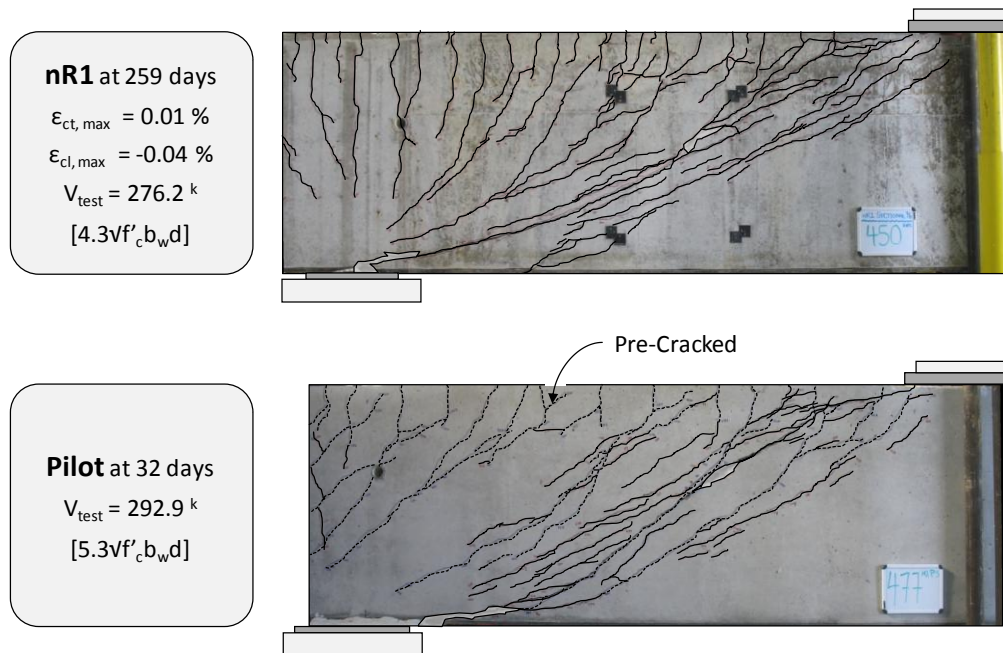 nR1 at 259 days
εct, max = 0.01 %
εcl, max = -0.04 %
Vtest = 276.2 k
[4.3√f'cbwd]
450
Pre-Cracked
Pilot at 32 days
Vtest = 292.9 k
[5.3√f'cbwd]
477 KIPS